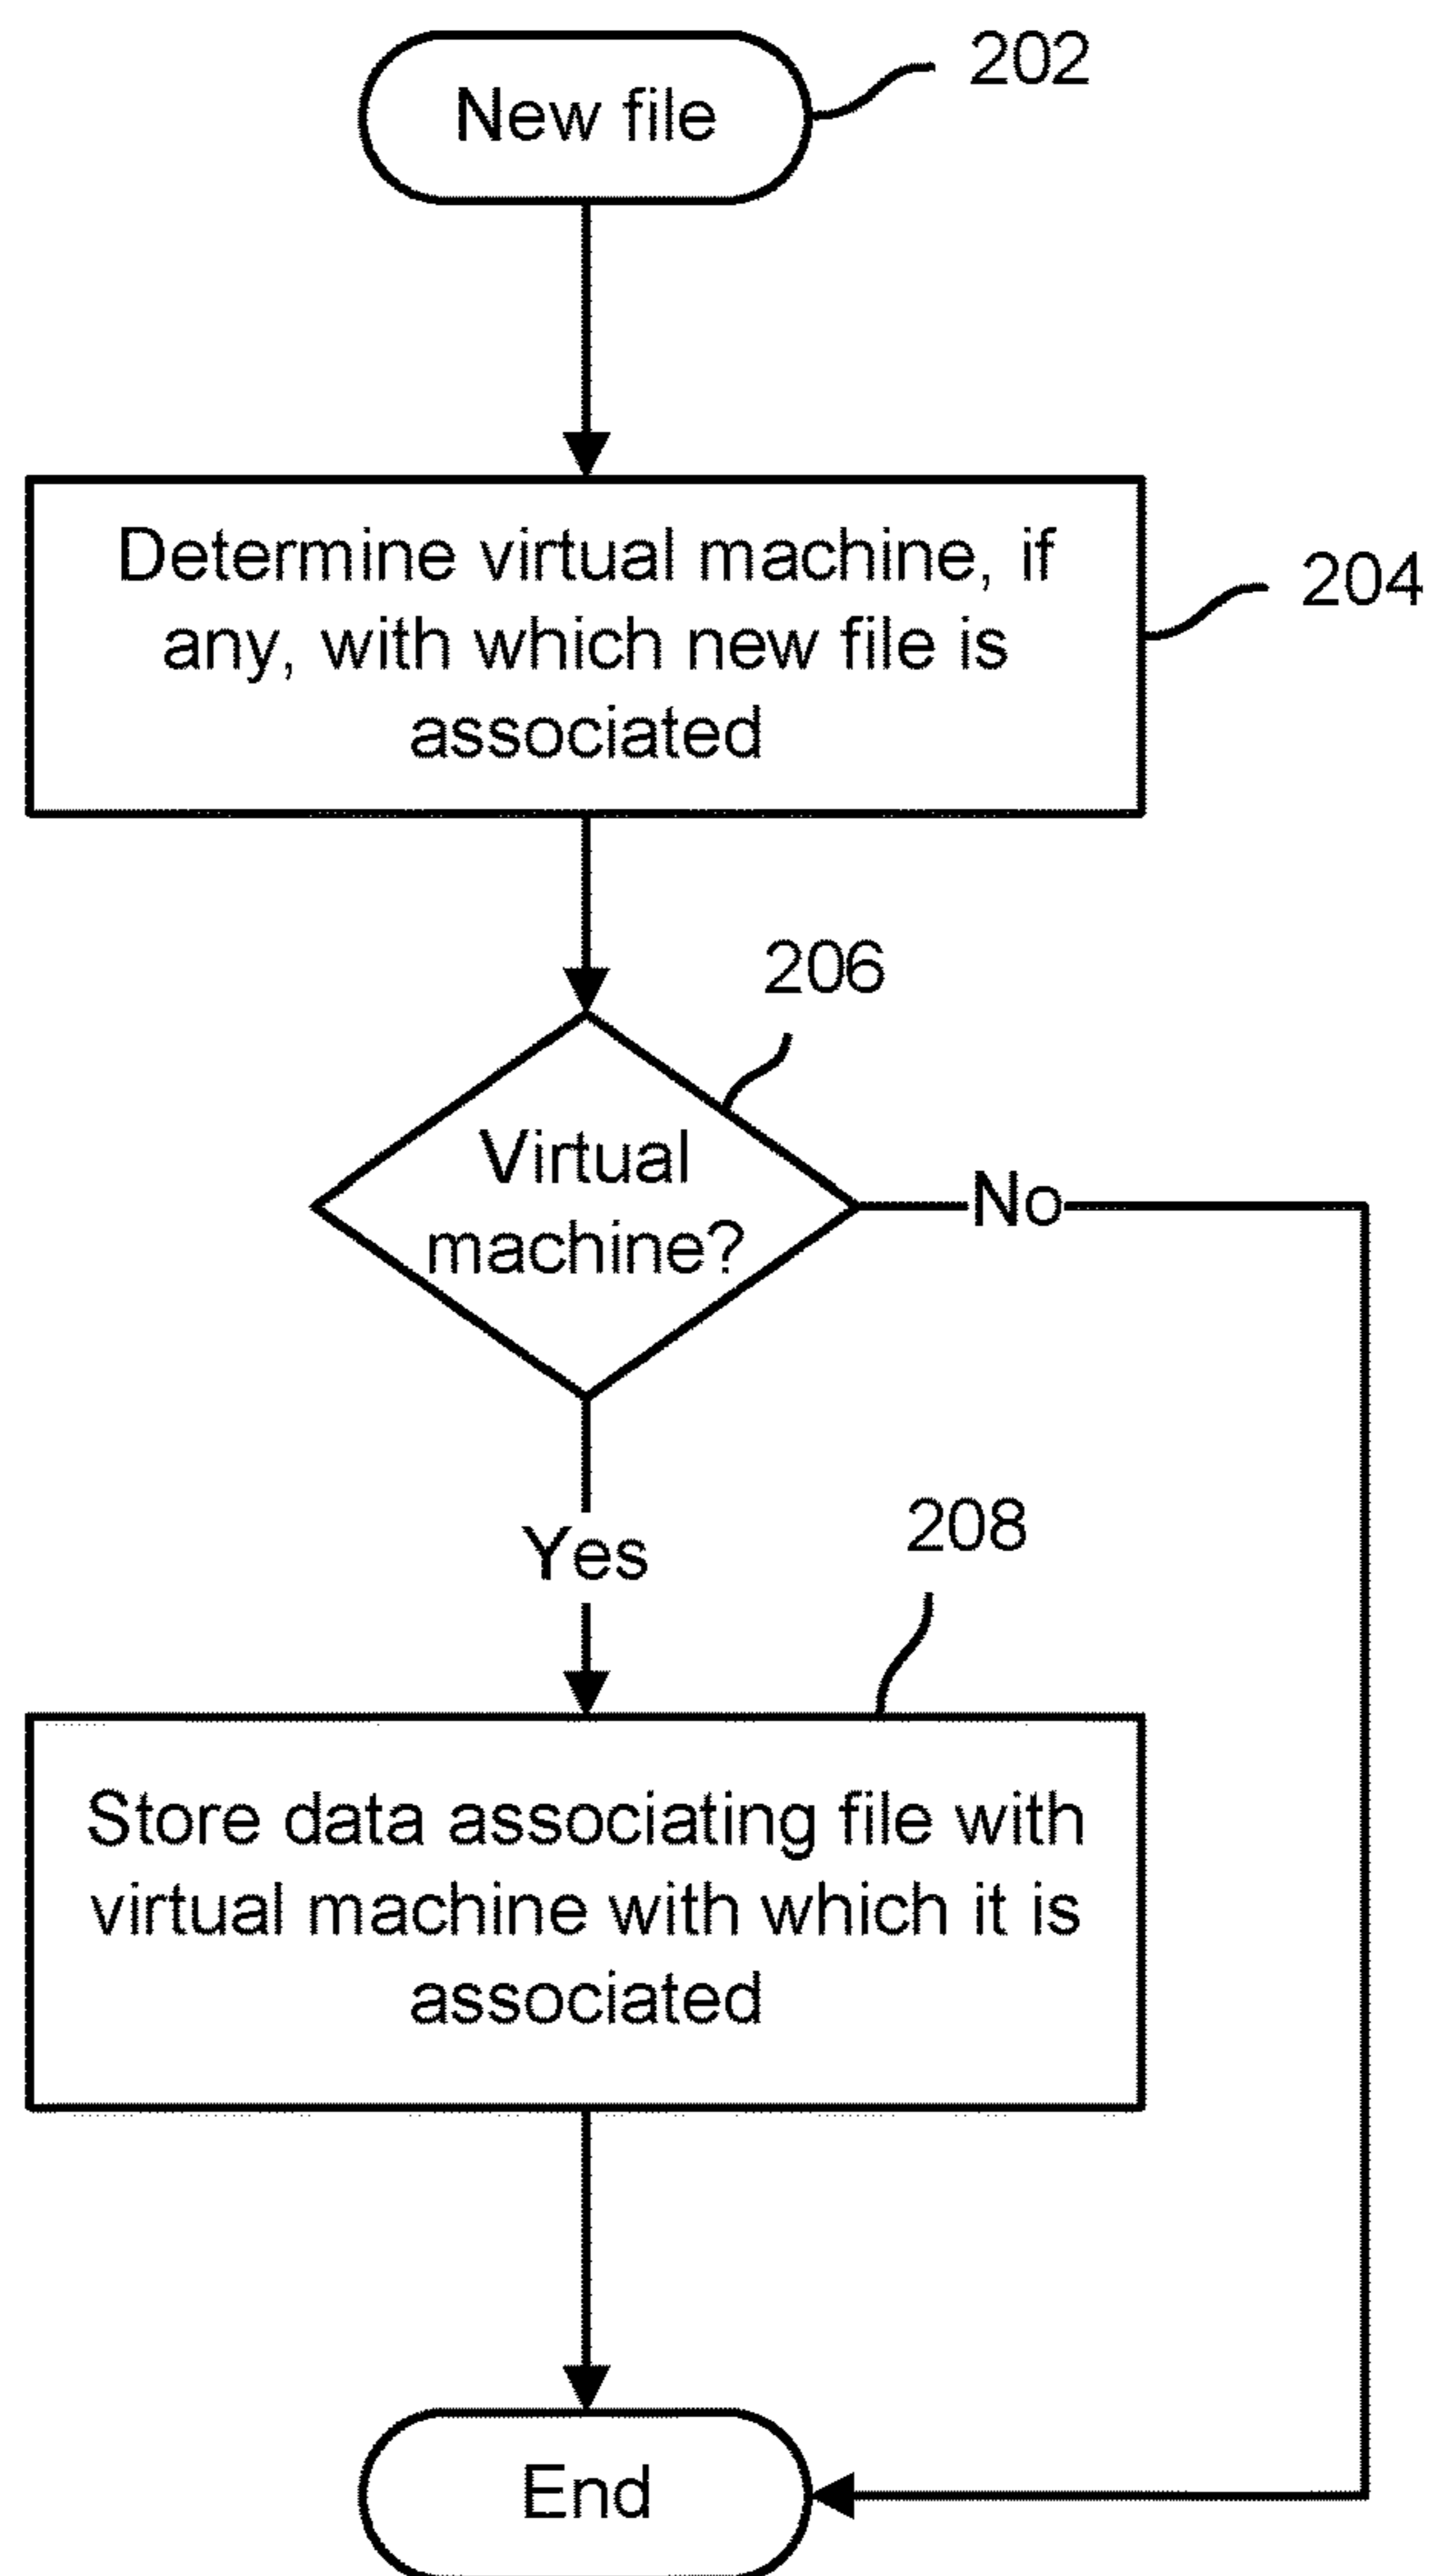 New file
202
Determine virtual machine, if
any, with which new file is
associated
204
206
Virtual
machine?
No
Yes
208
Store data associating file with
virtual machine with which it is
associated
End